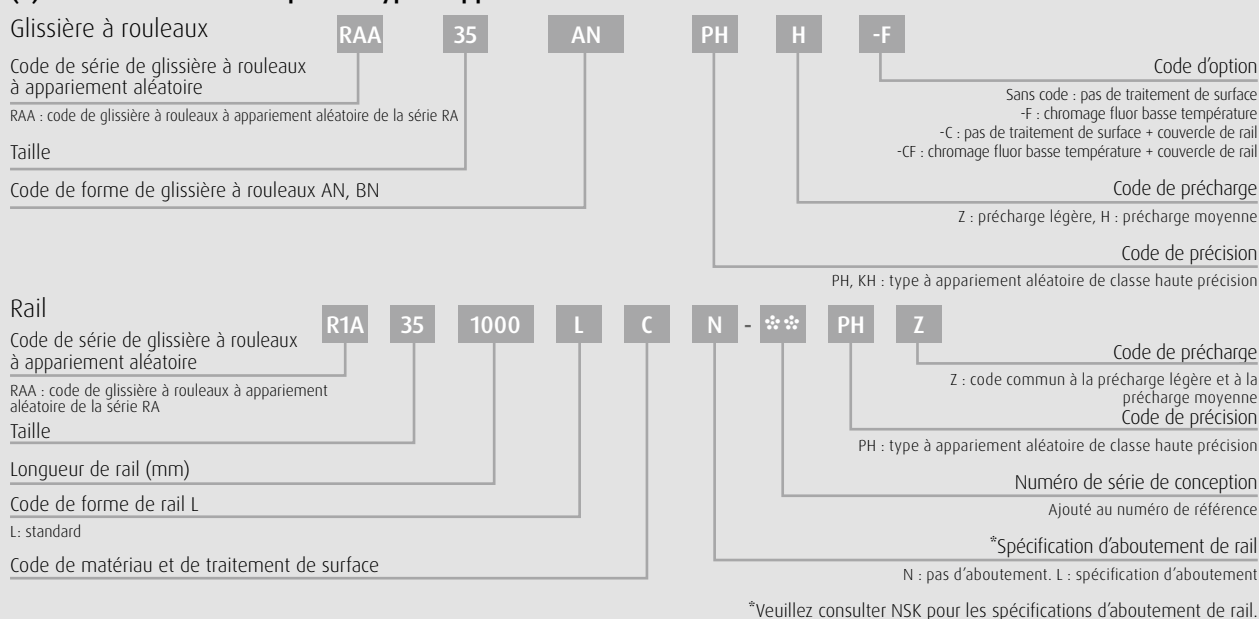 Glissière à rouleaux
RAA 35 AN PH H -F
Code de série de glissière à rouleaux
à appariement aléatoire
RAA : code de glissière à rouleaux à appariement aléatoire de la série RA
Taille
Code de forme de glissière à rouleaux AN, BN
Code d'option
Sans code : pas de traitement de surface
-F : chromage fluor basse température
-C : pas de traitement de surface + couvercle de rail
-CF : chromage fluor basse température + couvercle de rail
Code de précharge
Z : précharge légère, H : précharge moyenne
Code de précision
PH, KH : type à appariement aléatoire de classe haute précision
Rail
R1A 35 1000 L C N - ** PH Z
Code de série de glissière à rouleaux
à appariement aléatoire
RAA : code de glissière à rouleaux à appariement
aléatoire de la série RA
Taille
Longueur de rail (mm)
Code de forme de rail L
L: standard
Code de matériau et de traitement de surface
Code de précharge
Z : code commun à la précharge légère et à la
précharge moyenne
Code de précision
PH : type à appariement aléatoire de classe haute précision
Numéro de série de conception
Ajouté au numéro de référence
*Spécification d'aboutement de rail
N : pas d'aboutement. L : spécification d'aboutement
*Veuillez consulter NSK pour les spécifications d'aboutement de rail.